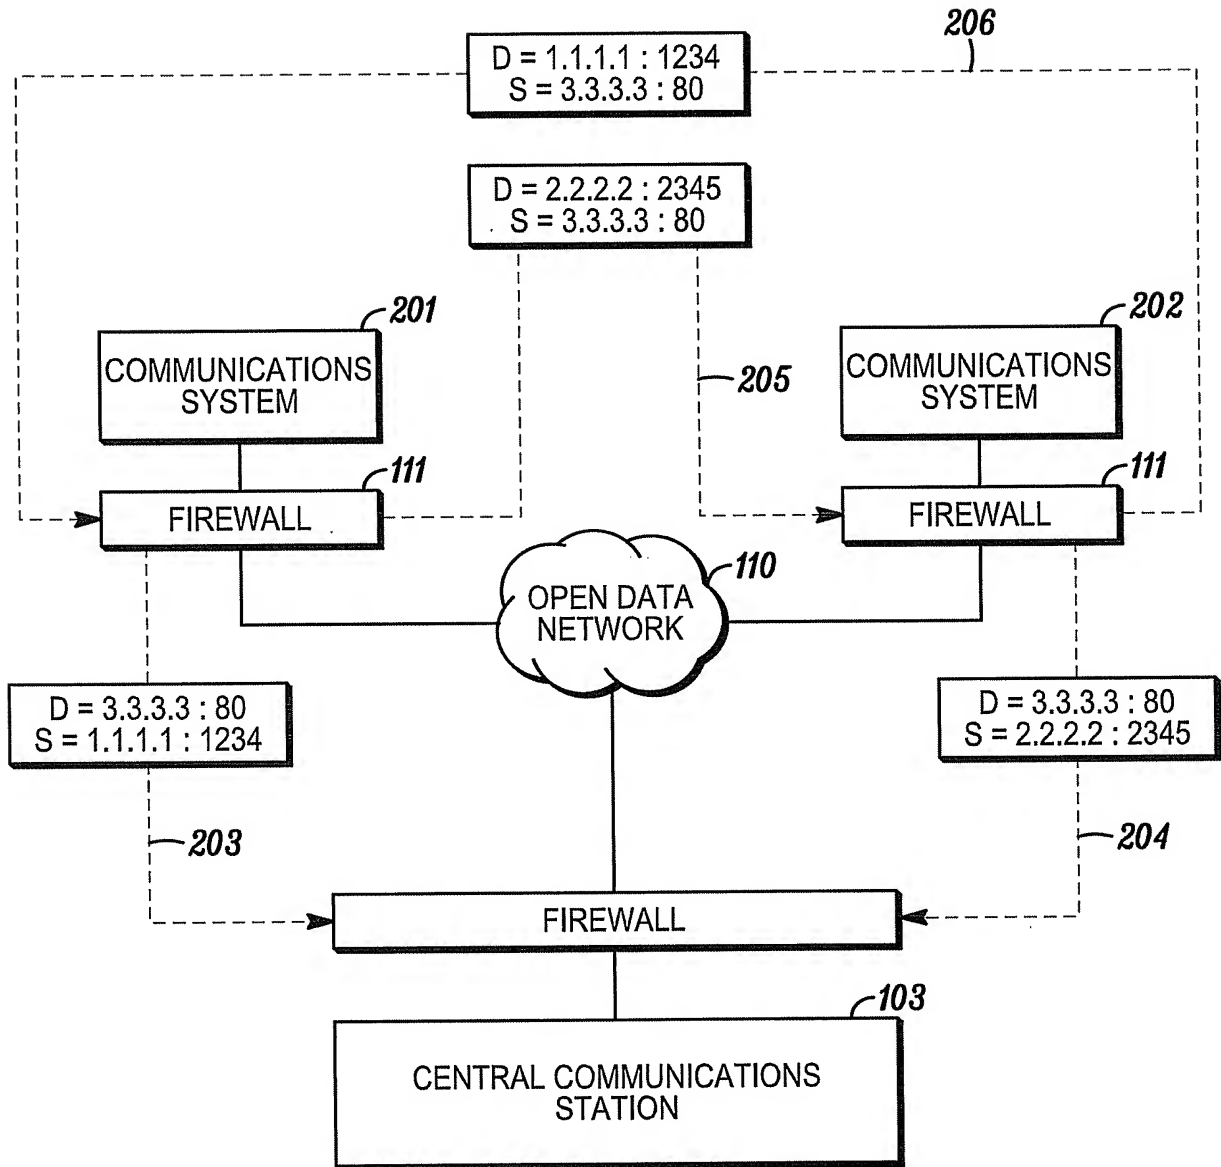 206
D = 1.1.1.1 : 1234
S = 3.3.3.3 : 80
D = 2.2.2.2 : 2345
S = 3.3.3.3 : 80
201
COMMUNICATIONS
SYSTEM
202
COMMUNICATIONS
SYSTEM
205
111
FIREWALL
111
FIREWALL
110
OPEN DATA
NETWORK
D = 3.3.3.3 : 80
S = 1.1.1.1 : 1234
D = 3.3.3.3 : 80
S = 2.2.2.2 : 2345
203
204
FIREWALL
103
CENTRAL COMMUNICATIONS
STATION